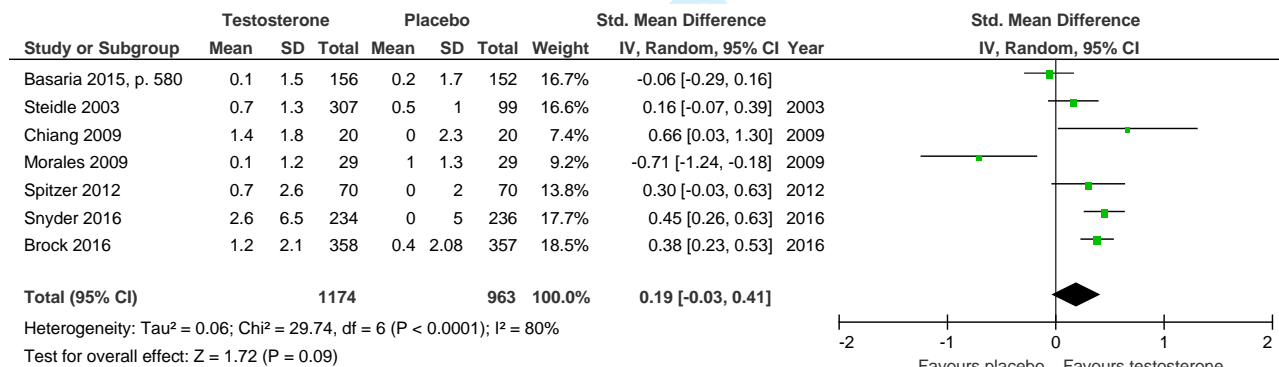 Testosterone Placebo Std. Mean Difference Std. Mean Difference
Study or Subgroup Mean SD Total Mean SD Total Weight IV, Random, 95% CI Year IV, Random, 95% CI
Basaria 2015, p. 580 0.1 1.5 156 0.2 1.7 152 16.7% -0.06 [-0.29, 0.16]
Steidle 2003 0.7 1.3 307 0.5 1 99 16.6% 0.16 [-0.07, 0.39] 2003
Chiang 2009 1.4 1.8 20 0 2.3 20 7.4% 0.66 [0.03, 1.30] 2009
Morales 2009 0.1 1.2 29 1 1.3 29 9.2% -0.71 [-1.24, -0.18] 2009
Spitzer 2012 0.7 2.6 70 0 2 70 13.8% 0.30 [-0.03, 0.63] 2012
Snyder 2016 2.6 6.5 234 0 5 236 17.7% 0.45 [0.26, 0.63] 2016
Brock 2016 1.2 2.1 358 0.4 2.08 357 18.5% 0.38 [0.23, 0.53] 2016
Total (95% CI) 1174 963 100.0% 0.19 [-0.03, 0.41]
Heterogeneity: Tau² = 0.06; Chi² = 29.74, df = 6 (P < 0.0001); I² = 80%
Test for overall effect: Z = 1.72 (P = 0.09)
-2 -1 0 1 2
Favours placebo Favours testosterone